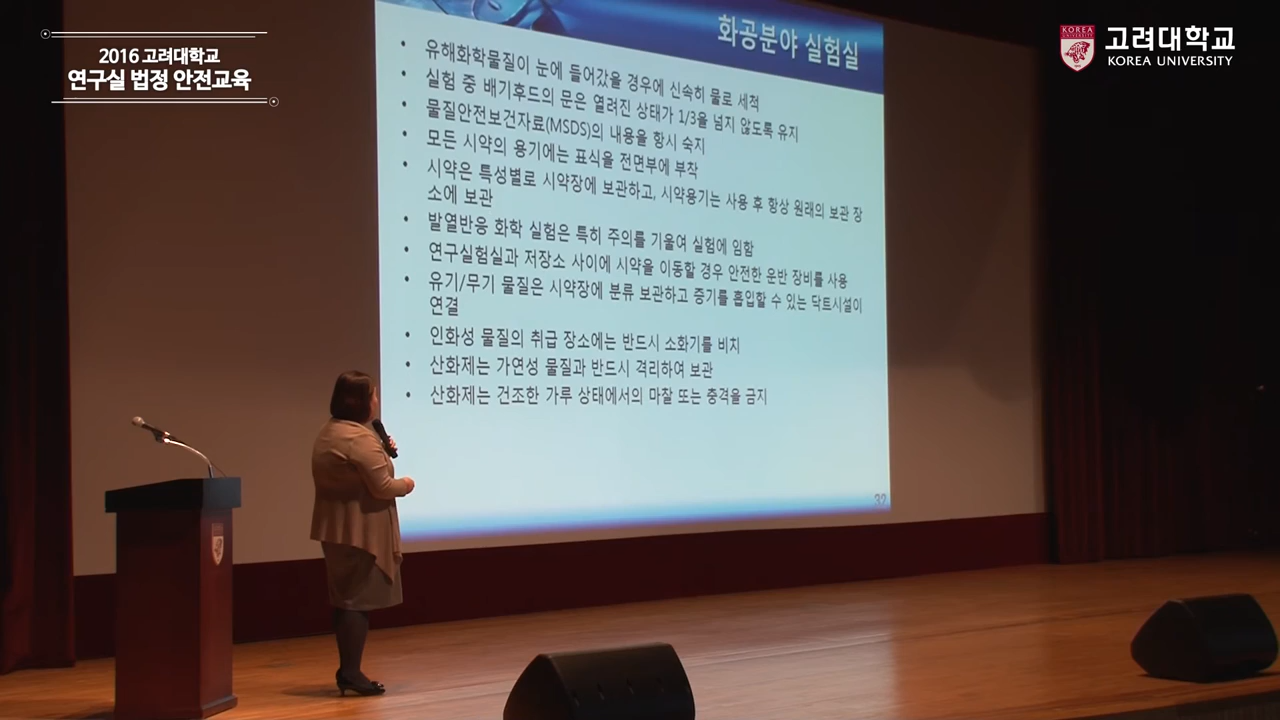 2016 고려대학교
연구실 법정 안전교육
KOREA
UNIVERSITY
고려대학교
KOREA UNIVERSITY
화공분야 실험실
• 유해화학물질이 눈에 들어갔을 경우에 신속히 물로 세척
• 실험 중 배기후드의 문은 열려진 상태가 1/3을 넘지 않도록 유지
• 물질안전보건자료(MSDS)의 내용을 항시 숙지
• 모든 시약의 용기에는 표식을 전면부에 부착
• 시약은 특성별로 시약장에 보관하고, 시약용기는 사용 후 항상 원래의 보관 장
소에 보관
• 발열반응 화학 실험은 특히 주의를 기울여 실험에 임함
• 연구실험실과 저장소 사이에 시약을 이동할 경우 안전한 운반 장비를 사용
• 유기/무기 물질은 시약장에 분류 보관하고 증기를 흡입할 수 있는 닥트시설이
연결
• 인화성 물질의 취급 장소에는 반드시 소화기를 비치
• 산화제는 가연성 물질과 반드시 격리하여 보관
• 산화제는 건조한 가루 상태에서의 마찰 또는 충격을 금지
32